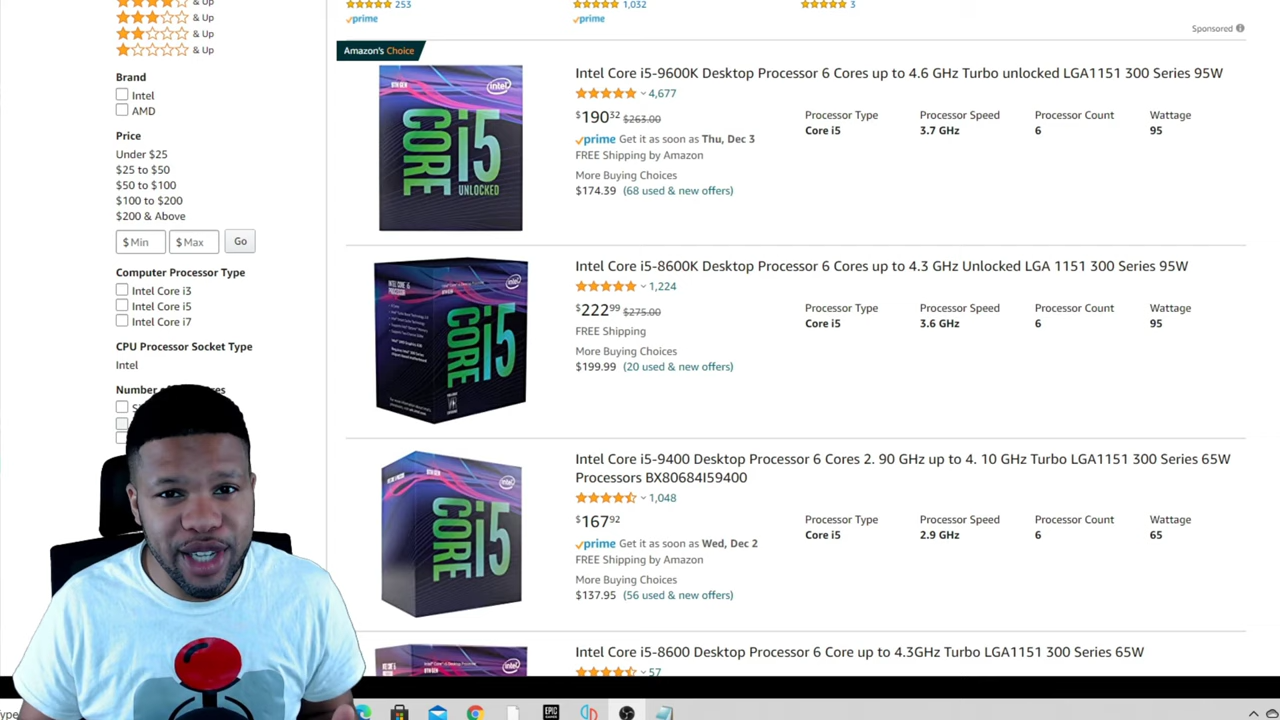 & Up
253
1,032
3
& Up
prime
prime
Sponsored
& Up
& Up
Amazon's Choice
Intel Core i5-9600K Desktop Processor 6 Cores up to 4.6 GHz Turbo unlocked LGA1151 300 Series 95W
4,677
$190.32 $263.00
Processor Type
Processor Speed
Processor Count
Wattage
Core i5
3.7 GHz
6
95
prime Get it as soon as Thu, Dec 3
FREE Shipping by Amazon
More Buying Choices
$174.39 (68 used & new offers)
intel
CORE i5
UNLOCKED
Brand
Intel
AMD
Price
Under $25
$25 to $50
$50 to $100
$100 to $200
$200 & Above
$ Min
$ Max
Go
Computer Processor Type
Intel Core i3
Intel Core i5
Intel Core i7
CPU Processor Socket Type
Intel
Intel Core i5-8600K Desktop Processor 6 Cores up to 4.3 GHz Unlocked LGA 1151 300 Series 95W
1,224
$222.99 $275.00
Processor Type
Processor Speed
Processor Count
Wattage
Core i5
3.6 GHz
6
95
FREE Shipping
More Buying Choices
$199.99 (20 used & new offers)
CORE i5
Intel Core i5-9400 Desktop Processor 6 Cores 2. 90 GHz up to 4. 10 GHz Turbo LGA1151 300 Series 65W
Processors BX80684I59400
1,048
$167.92
Processor Type
Processor Speed
Processor Count
Wattage
Core i5
2.9 GHz
6
65
prime Get it as soon as Wed, Dec 2
FREE Shipping by Amazon
More Buying Choices
$137.95 (56 used & new offers)
intel
CORE i5
Intel Core i5-8600 Desktop Processor 6 Core up to 4.3GHz Turbo LGA1151 300 Series 65W
57
EPIC
GAMES